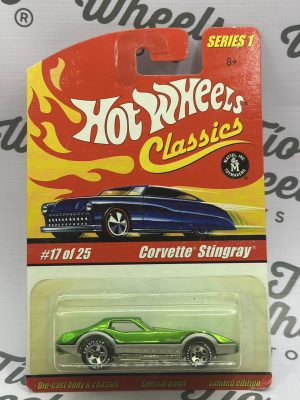 SERIES 1
8+
Hot Wheels
Classics
#17 of 25
Corvette® Stingray®
Die-cast body & chassis
Special paint
Limited edition